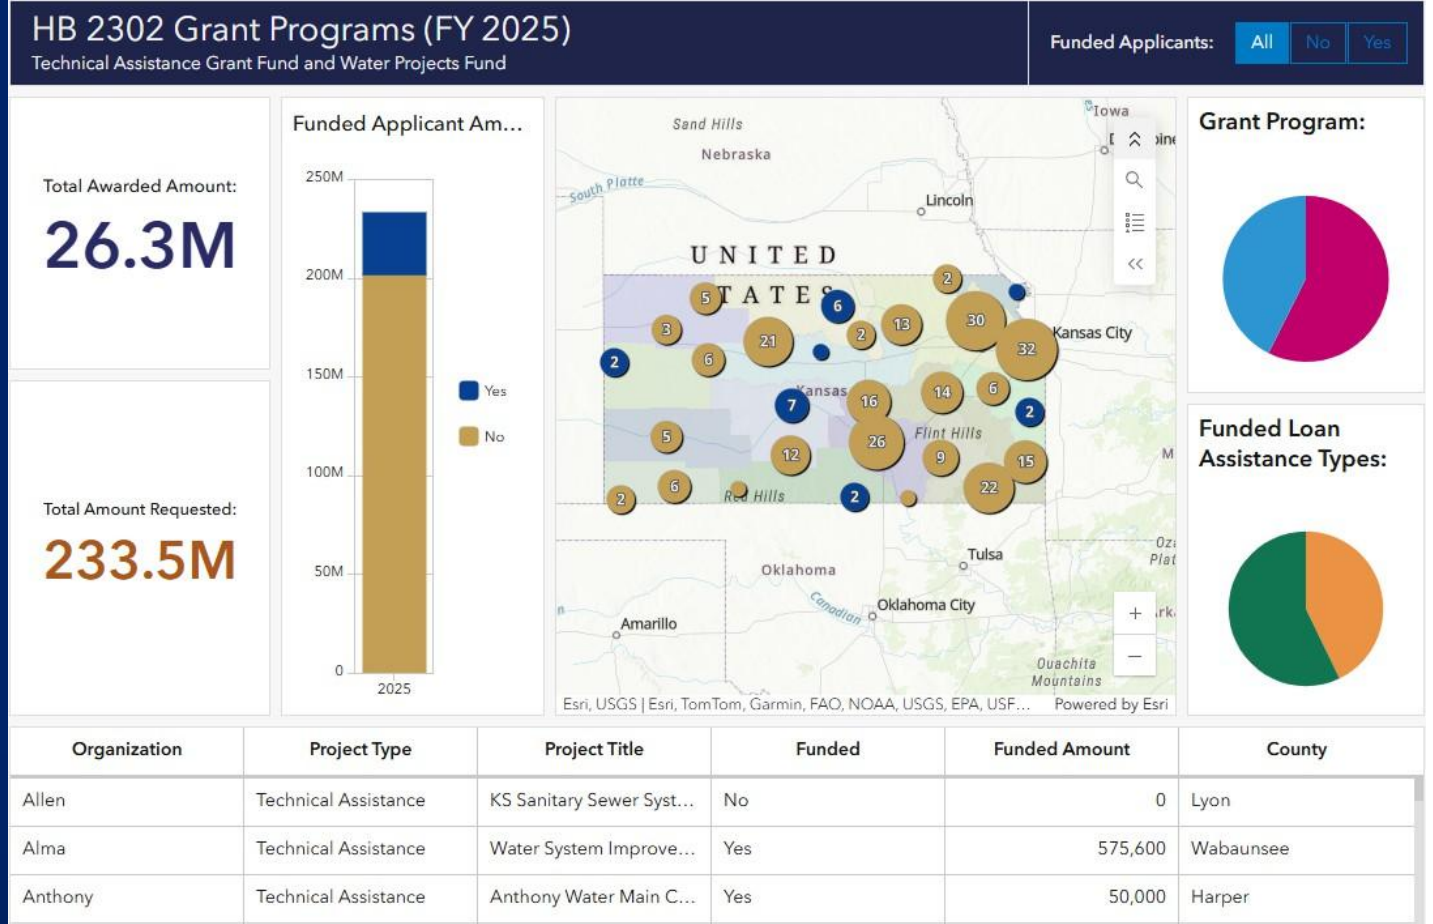 HB 2302 Grant Programs (FY 2025)
Technical Assistance Grant Fund and Water Projects Fund
Funded Applicants:
All
No
Yes
Total Awarded Amount:
26.3M
Total Amount Requested:
233.5M
Funded Applicant Am...
250M
200M
150M
100M
50M
0
2025
Yes
No
Sand Hills
Nebraska
South Platte
Iowa
Lincoln
UNITED
TATES
Kansas City
Kansas
Flint Hills
Hills
Tulsa
Oklahoma
Oklahoma City
Canadian
Amarillo
Ouachita
Mountains
2
5
6
30
3
21
2
13
32
2
6
7
16
14
6
2
5
12
26
9
15
2
6
2
22
+
−
Esri, USGS | Esri, TomTom, Garmin, FAO, NOAA, USGS, EPA, USF...
Powered by Esri
Grant Program:
Funded Loan
Assistance Types:
Organization Project Type Project Title Funded Funded Amount County
Allen Technical Assistance KS Sanitary Sewer Syst... No 0 Lyon
Alma Technical Assistance Water System Improve... Yes 575,600 Wabaunsee
Anthony Technical Assistance Anthony Water Main C... Yes 50,000 Harper